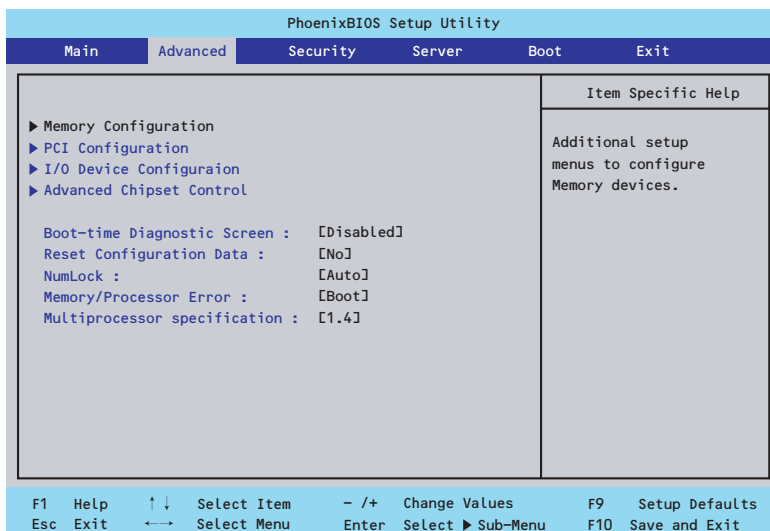 PhoenixBIOS Setup Utility
Main Advanced Security Server Boot Exit
Item Specific Help
▶ Memory Configuration
▶ PCI Configuration
▶ I/O Device Configuraion
▶ Advanced Chipset Control
Additional setup
menus to configure
Memory devices.
Boot-time Diagnostic Screen : [Disabled]
Reset Configuration Data : [No]
NumLock : [Auto]
Memory/Processor Error : [Boot]
Multiprocessor specification : [1.4]
F1 Help ↑↓ Select Item - /+ Change Values F9 Setup Defaults
Esc Exit ←→ Select Menu Enter Select ▶ Sub-Menu F10 Save and Exit